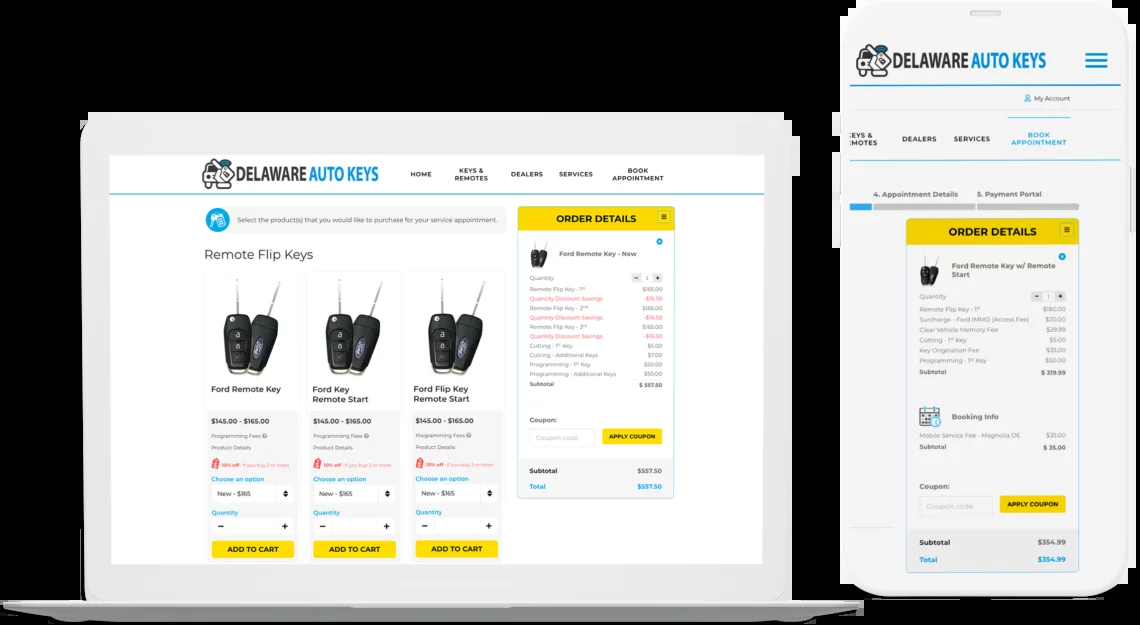 DELAWARE AUTO KEYS
HOME
KEYS &
REMOTES
DEALERS
SERVICES
BOOK
APPOINTMENT
Select the product(s) that you would like to purchase for your service appointment.
Remote Flip Keys
Ford Remote Key
$145.00 - $165.00
Programming Fees
Product Details
10% off - if you buy 2 or more
Choose an option
New - $165
Quantity
−
+
ADD TO CART
Ford Key
Remote Start
$145.00 - $165.00
Programming Fees
Product Details
10% off - if you buy 2 or more
Choose an option
New - $165
Quantity
−
+
ADD TO CART
Ford Flip Key
Remote Start
$145.00 - $165.00
Programming Fees
Product Details
10% off - if you buy 2 or more
Choose an option
New - $165
Quantity
−
+
ADD TO CART
ORDER DETAILS
Ford Remote Key - New
Quantity − 3 +
Remote Flip Key - 1st $165.00
Quantity Discount Savings -$16.50
Remote Flip Key - 2nd $165.00
Quantity Discount Savings -$16.50
Remote Flip Key - 3rd $165.00
Quantity Discount Savings -$16.50
Cutting - 1st Key $5.00
Cutting - Additional Keys $7.00
Programming - 1st Key $50.00
Programming - Additional Keys $50.00
Subtotal $ 557.50
Coupon:
Coupon code APPLY COUPON
Subtotal $557.50
Total $557.50
DELAWARE AUTO KEYS
My Account
KEYS &
REMOTES
DEALERS
SERVICES
BOOK
APPOINTMENT
4. Appointment Details 5. Payment Portal
ORDER DETAILS
Ford Remote Key w/ Remote
Start
Quantity − 1 +
Remote Flip Key - 1st $180.00
Surcharge - Ford IMMO (Access Fee) $20.00
Clear Vehicle Memory Fee $29.99
Cutting - 1st Key $5.00
Key Origination Fee $35.00
Programming - 1st Key $50.00
Subtotal $ 319.99
Booking Info
Mobile Service Fee - Magnolia DE $35.00
Subtotal $ 35.00
Coupon:
Coupon code APPLY COUPON
Subtotal $354.99
Total $354.99